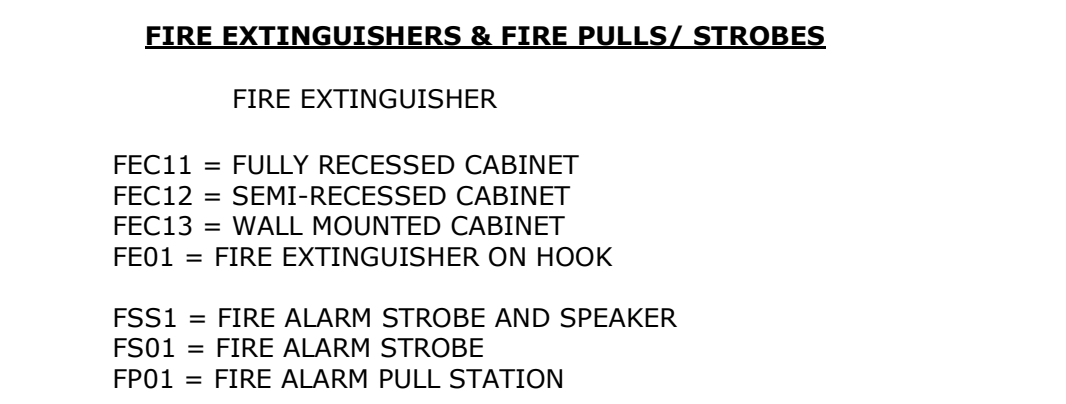 FIRE EXTINGUISHERS & FIRE PULLS/ STROBES
FIRE EXTINGUISHER
FEC11 = FULLY RECESSED CABINET
FEC12 = SEMI-RECESSED CABINET
FEC13 = WALL MOUNTED CABINET
FE01 = FIRE EXTINGUISHER ON HOOK
FSS1 = FIRE ALARM STROBE AND SPEAKER
FS01 = FIRE ALARM STROBE
FP01 = FIRE ALARM PULL STATION